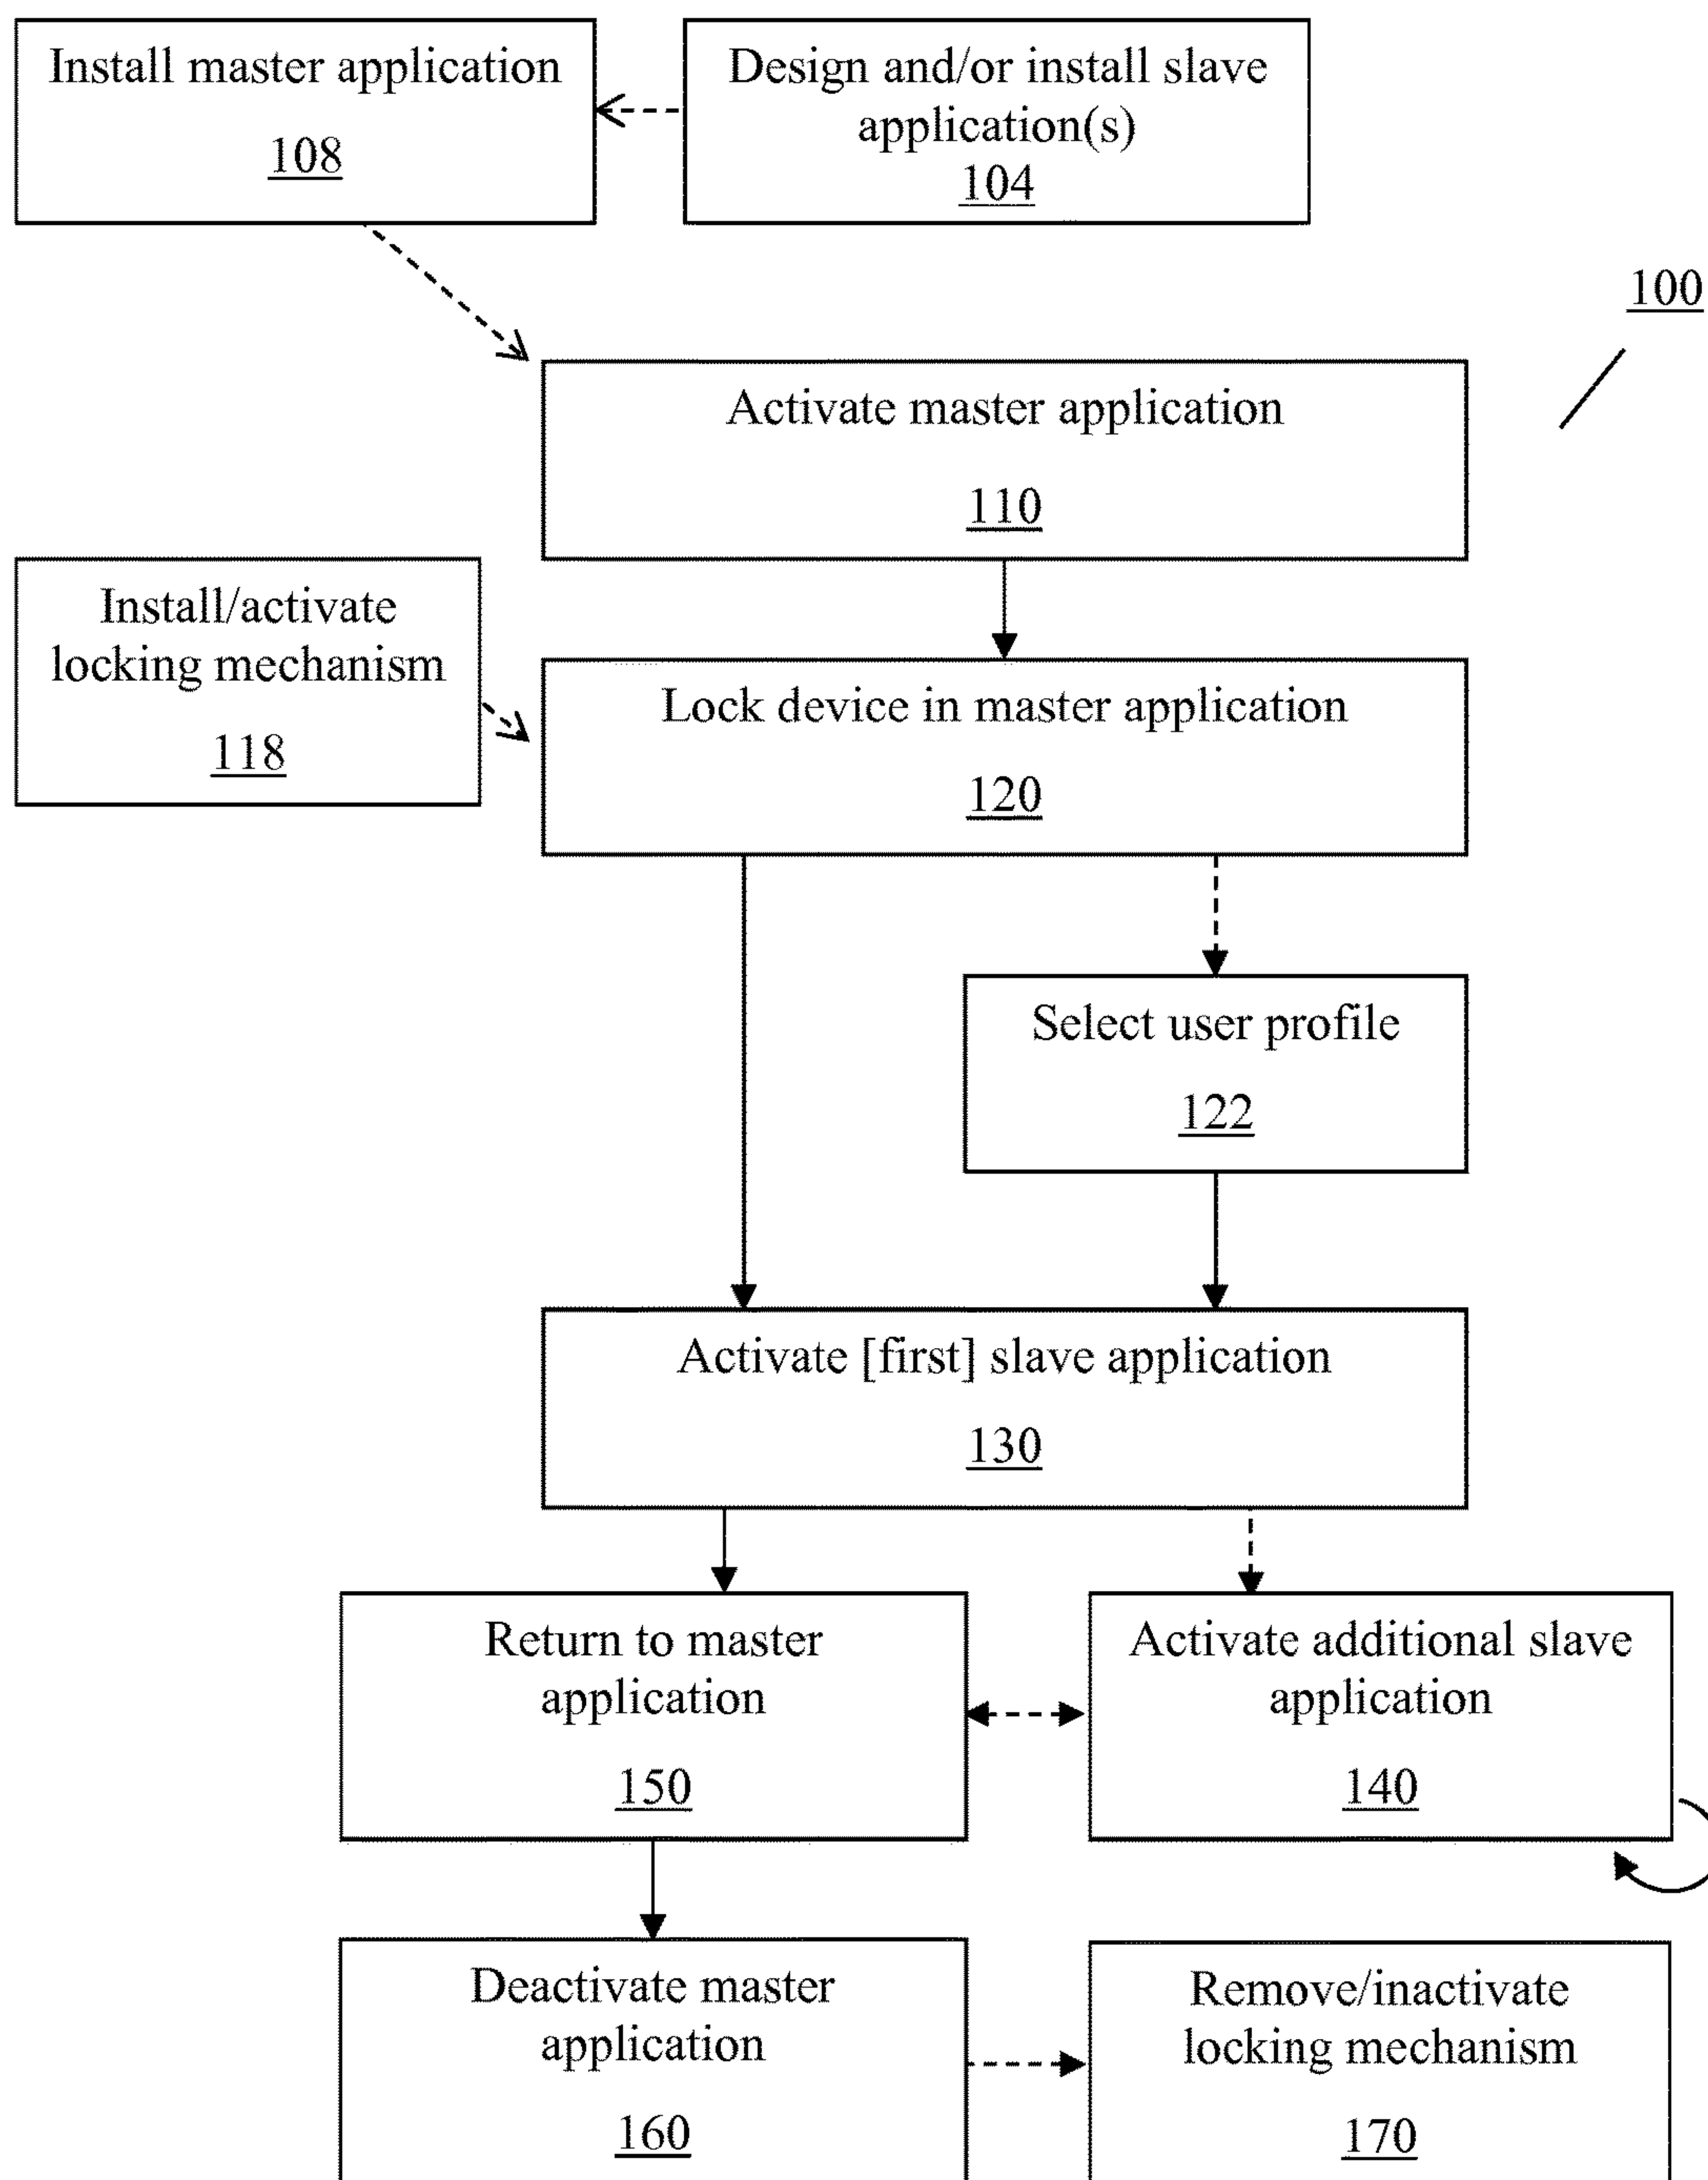 Install master application
108
Design and/or install slave
application(s)
104
100
Activate master application
110
Install/activate
locking mechanism
118
Lock device in master application
120
Select user profile
122
Activate [first] slave application
130
Return to master
application
150
Activate additional slave
application
140
Deactivate master
application
160
Remove/inactivate
locking mechanism
170